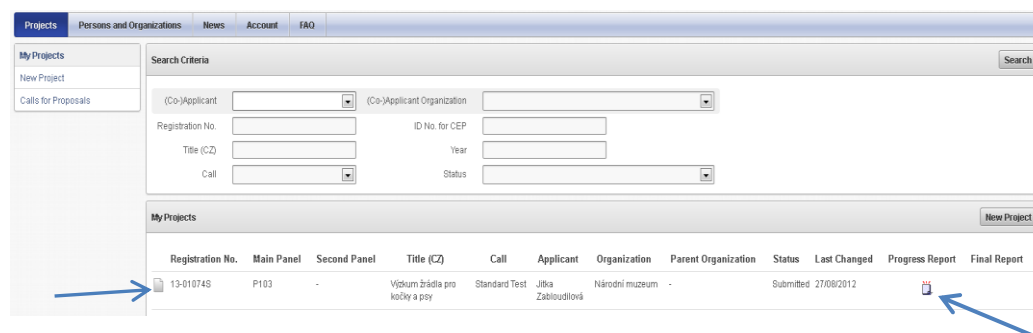 Projects Persons and Organizations News Account FAQ
My Projects
New Project
Calls for Proposals
Search Criteria Search
(Co-)Applicant (Co-)Applicant Organization
Registration No. ID No. for CEP
Title (CZ) Year
Call Status
My Projects New Project
Registration No. Main Panel Second Panel Title (CZ) Call Applicant Organization Parent Organization Status Last Changed Progress Report Final Report
13-01074S P103 - Výzkum žrádla pro Standard Test Jitka Národní muzeum - Submitted 27/08/2012
kočky a psy Zabloudilová